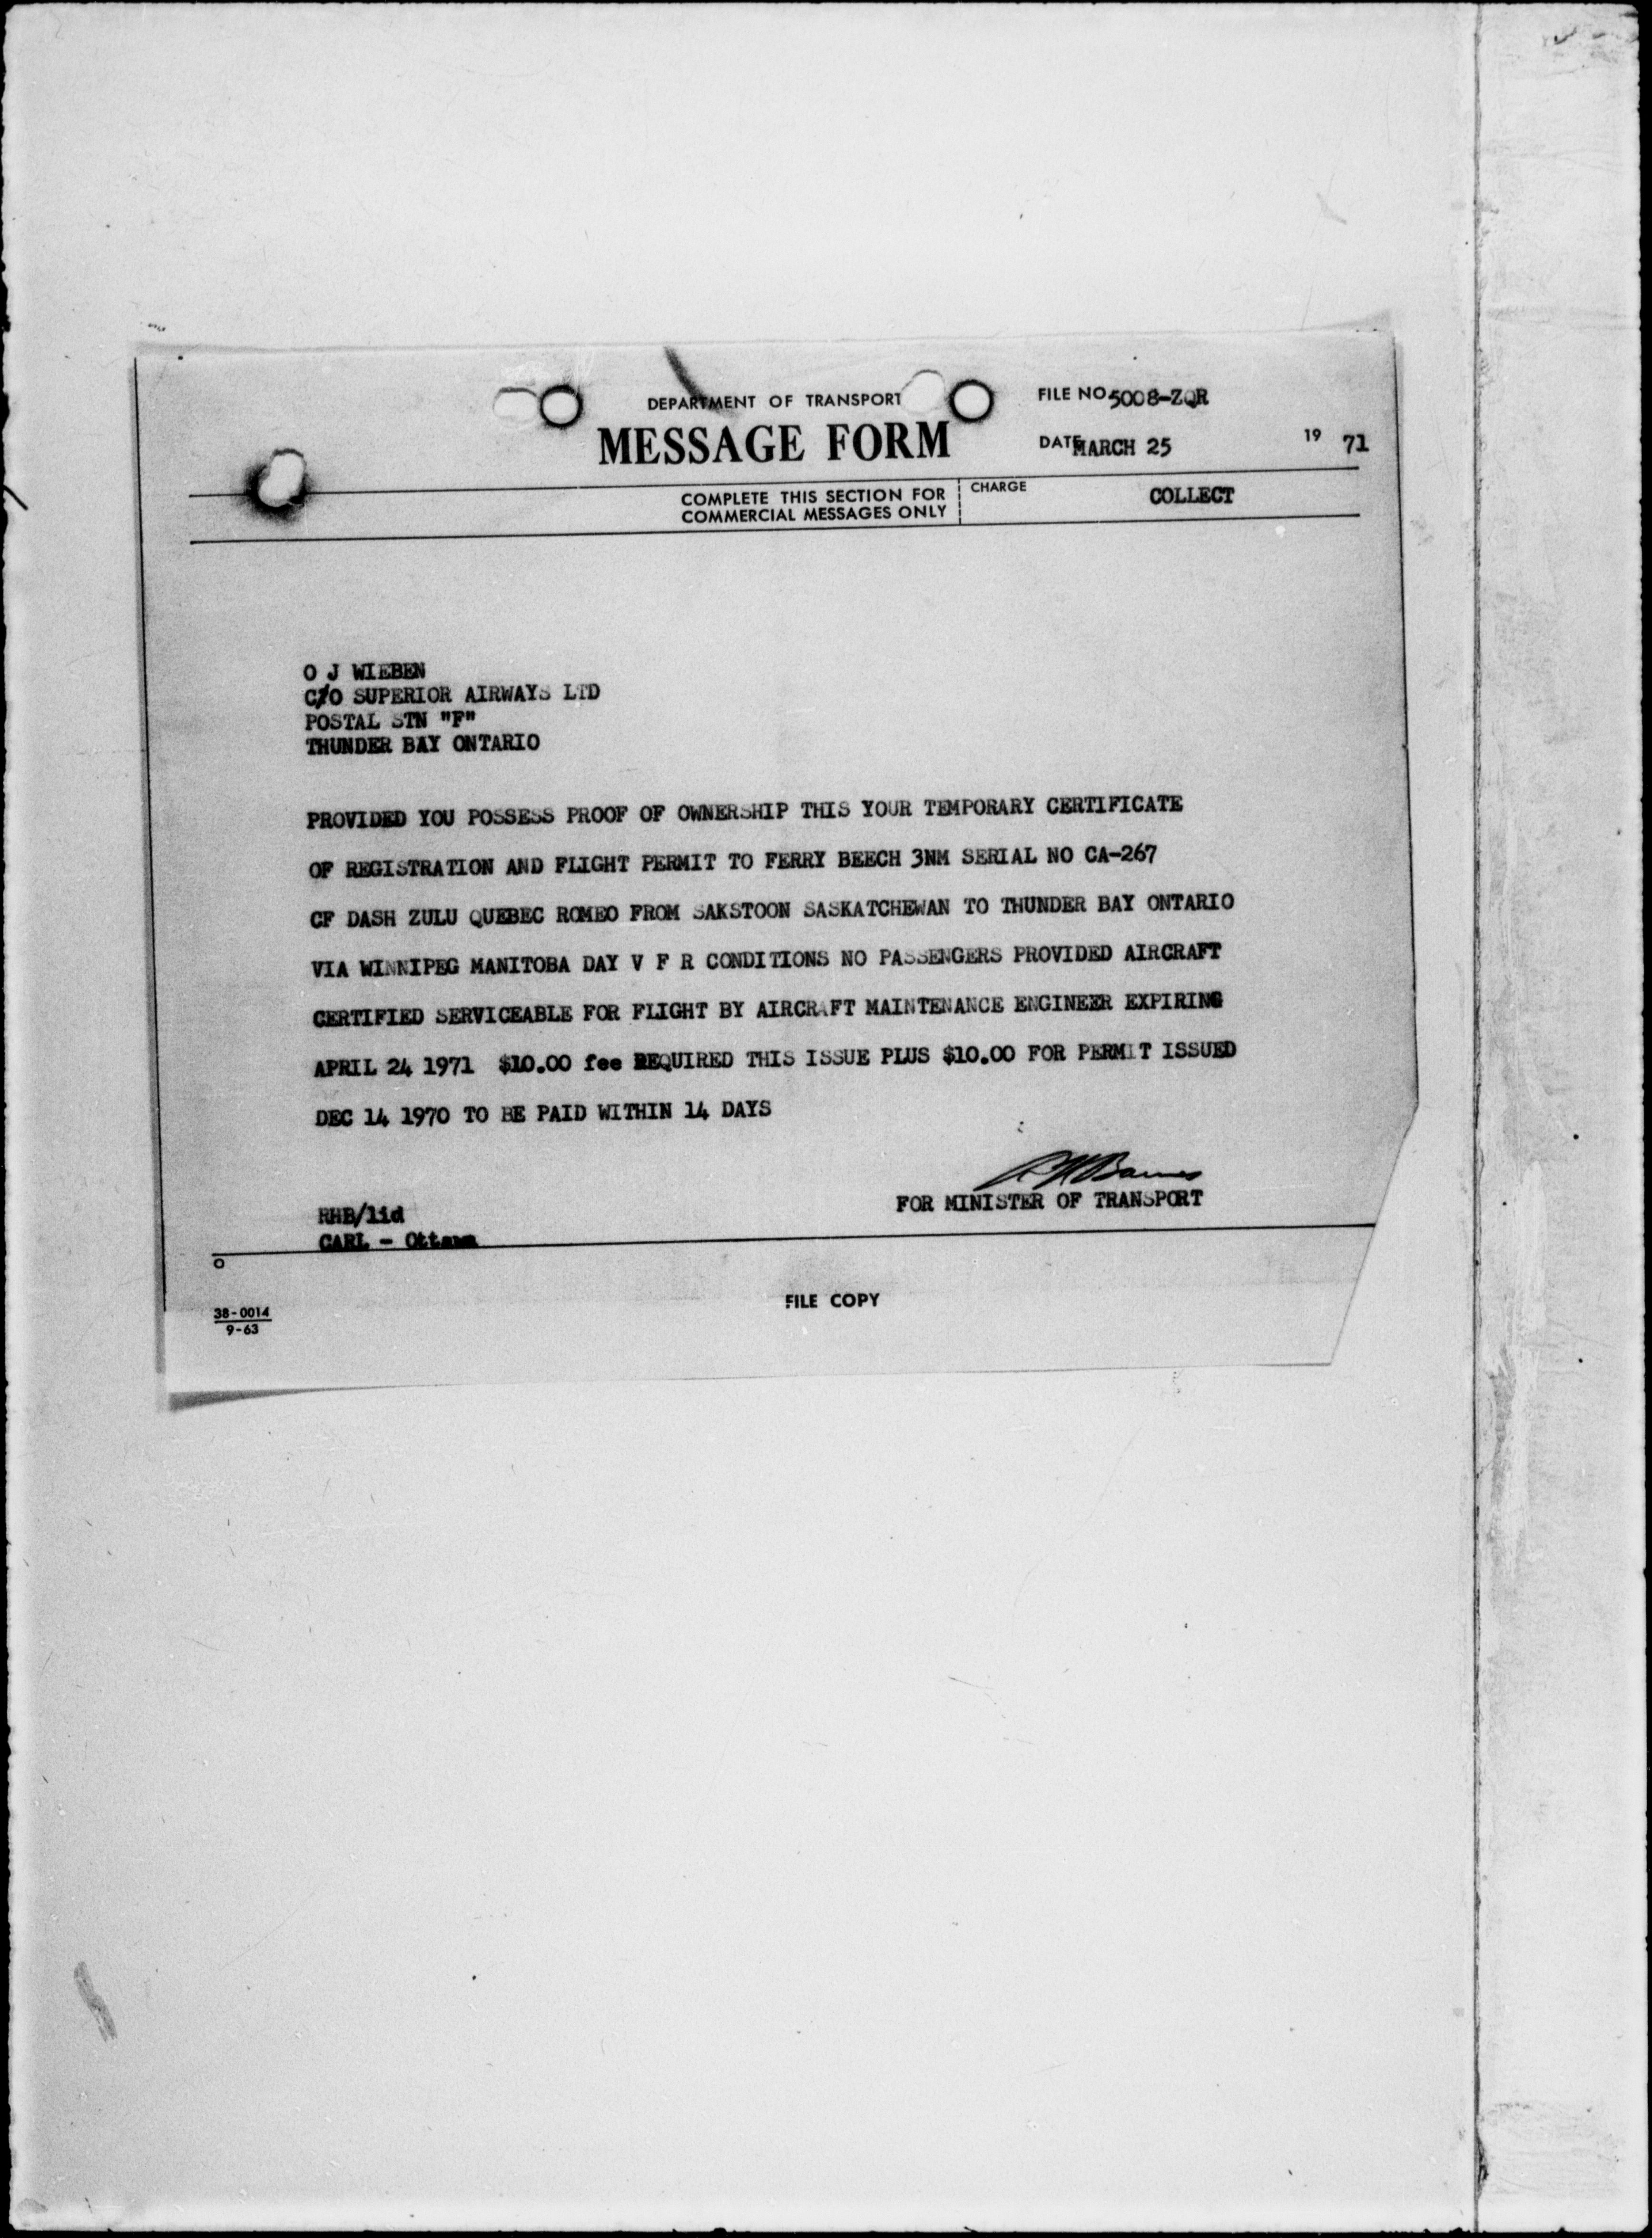 DEPARTMENT OF TRANSPORT
MESSAGE FORM
FILE NO 5008-ZQR
DATE MARCH 25 19 71
COMPLETE THIS SECTION FOR
COMMERCIAL MESSAGES ONLY
CHARGE
COLLECT
O J WIEBEN
C/O SUPERIOR AIRWAYS LTD
POSTAL STN "F"
THUNDER BAY ONTARIO
PROVIDED YOU POSSESS PROOF OF OWNERSHIP THIS YOUR TEMPORARY CERTIFICATE
OF REGISTRATION AND FLIGHT PERMIT TO FERRY BEECH 3NM SERIAL NO CA-267
CF DASH ZULU QUEBEC ROMEO FROM SAKSTOON SASKATCHEWAN TO THUNDER BAY ONTARIO
VIA WINNIPEG MANITOBA DAY V F R CONDITIONS NO PASSENGERS PROVIDED AIRCRAFT
CERTIFIED SERVICEABLE FOR FLIGHT BY AIRCRAFT MAINTENANCE ENGINEER EXPIRING
APRIL 24 1971 $10.00 fee REQUIRED THIS ISSUE PLUS $10.00 FOR PERMIT ISSUED
DEC 14 1970 TO BE PAID WITHIN 14 DAYS
FOR MINISTER OF TRANSPORT
RHB/lid
CARL - Ottawa
FILE COPY
38-0014
9-63